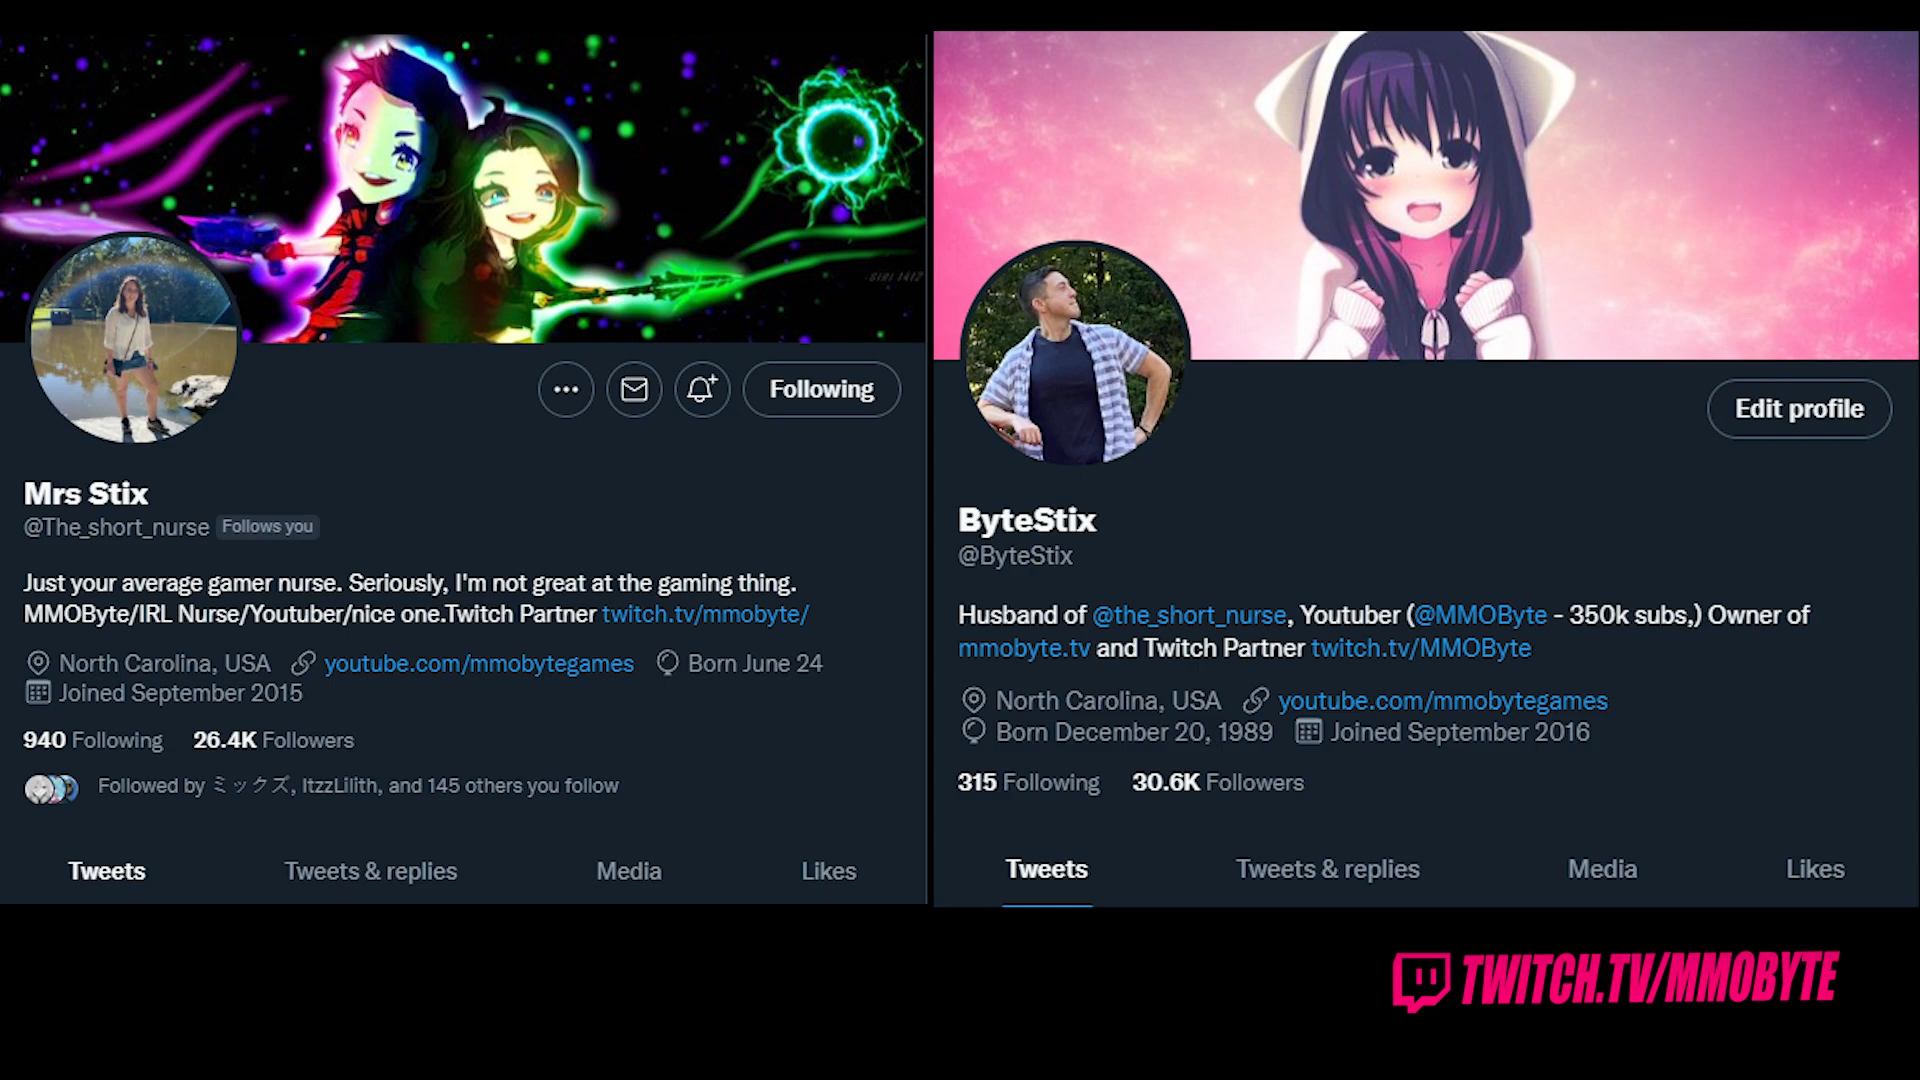 SIRI 1412
Following
Mrs Stix
@The_short_nurse Follows you
Just your average gamer nurse. Seriously, I'm not great at the gaming thing.
MMOByte/IRL Nurse/Youtuber/nice one.Twitch Partner twitch.tv/mmobyte/
North Carolina, USA youtube.com/mmobytegames Born June 24
Joined September 2015
940 Following 26.4K Followers
Followed by ミックズ, ItzzLilith, and 145 others you follow
Tweets Tweets & replies Media Likes
Edit profile
ByteStix
@ByteStix
Husband of @the_short_nurse, Youtuber (@MMOByte - 350k subs,) Owner of
mmobyte.tv and Twitch Partner twitch.tv/MMOByte
North Carolina, USA youtube.com/mmobytegames
Born December 20, 1989 Joined September 2016
315 Following 30.6K Followers
Tweets Tweets & replies Media Likes
TWITCH.TV/MMOBYTE